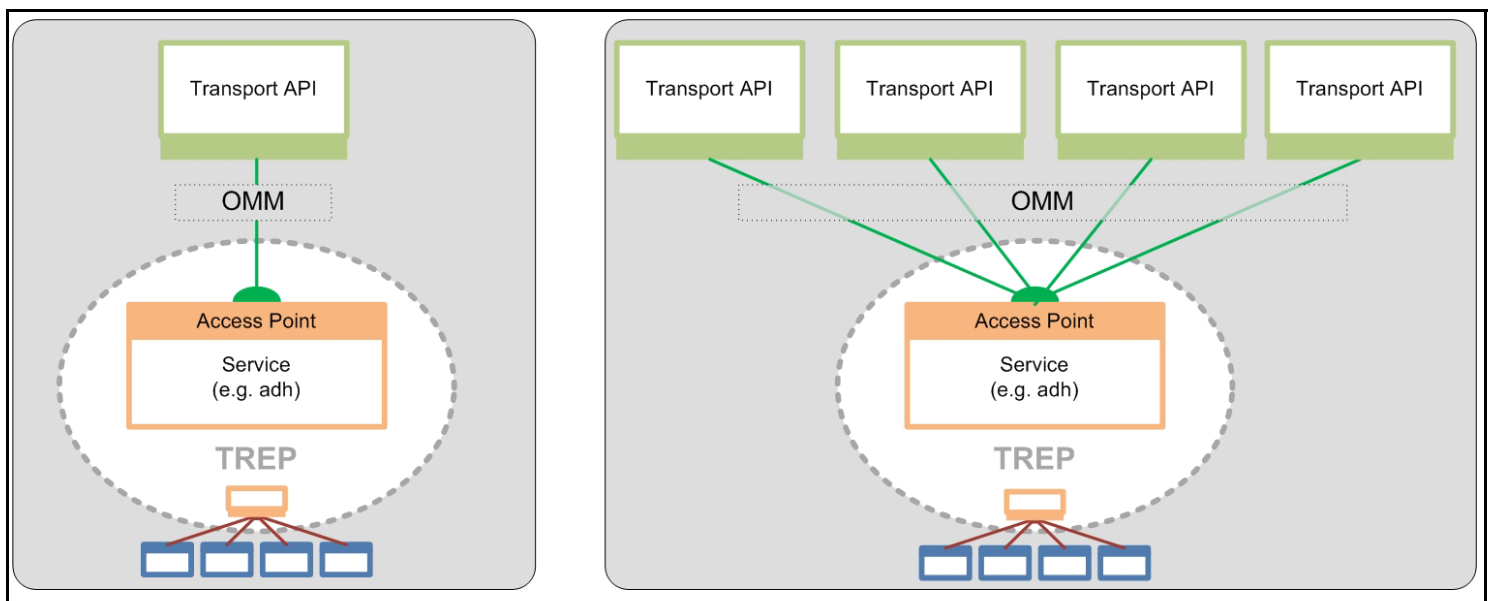 Transport API
OMM
Access Point
Service
(e.g. adh)
TREP
Transport API
Transport API
Transport API
Transport API
OMM
Access Point
Service
(e.g. adh)
TREP